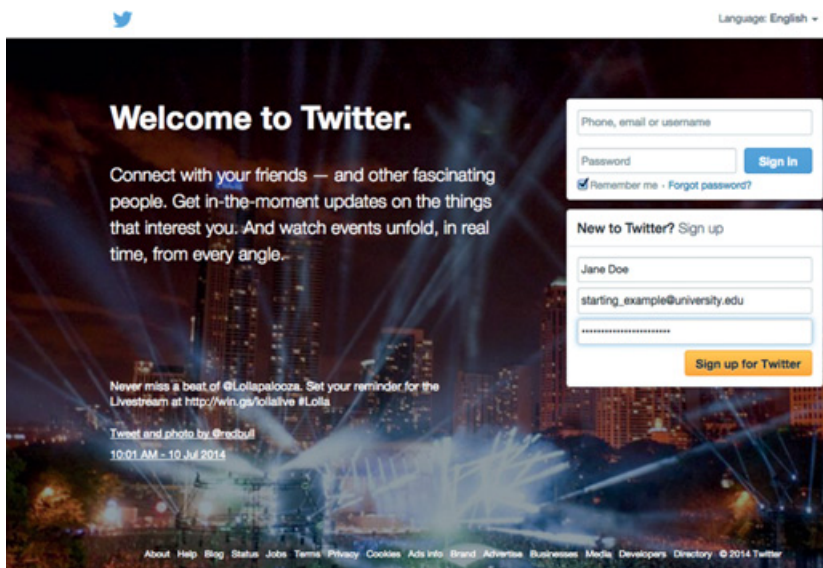 Language: English
Welcome to Twitter.
Connect with your friends — and other fascinating
people. Get in-the-moment updates on the things
that interest you. And watch events unfold, in real
time, from every angle.
Never miss a beat of @Lollapalooza. Set your reminder for the
Livestream at http://win.gs/lollalive #Lolla
Tweet and photo by @redbull
10:01 AM - 10 Jul 2014
Phone, email or username
Password
Sign In
Remember me · Forgot password?
New to Twitter? Sign up
Jane Doe
starting_example@university.edu
Sign up for Twitter
About Help Blog Status Jobs Terms Privacy Cookies Ads info Brand Advertise Businesses Media Developers Directory © 2014 Twitter